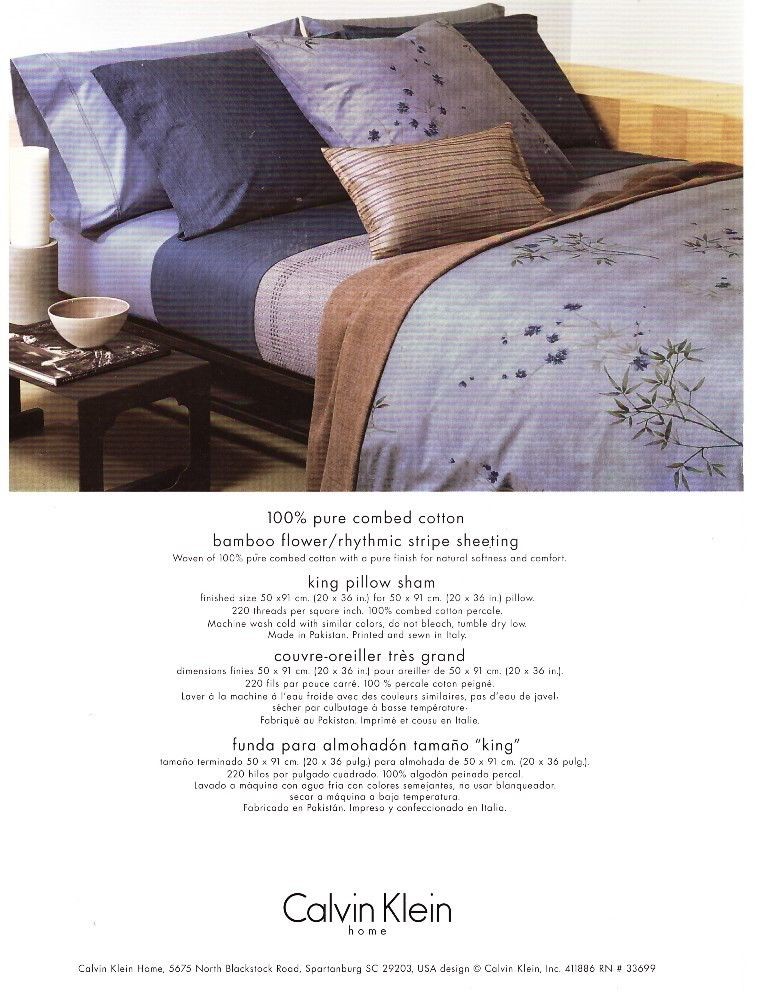 100% pure combed cotton
bamboo flower/rhythmic stripe sheeting
Woven of 100% pure combed cotton with a pure finish for natural softness and comfort.
king pillow sham
finished size 50 x91 cm. (20 x 36 in.) for 50 x 91 cm. (20 x 36 in.) pillow.
220 threads per square inch. 100% combed cotton percale.
Machine wash cold with similar colors, do not bleach, tumble dry low.
Made in Pakistan. Printed and sewn in Italy.
couvre-oreiller très grand
dimensions finies 50 x 91 cm. (20 x 36 in.) pour oreiller de 50 x 91 cm. (20 x 36 in.).
220 fils par pouce carré. 100 % percale coton peigné.
Laver à la machine à l'eau froide avec des couleurs similaires, pas d'eau de javel.
sécher par culbutage à basse température.
Fabriqué au Pakistan. Imprimé et cousu en Italie.
funda para almohadón tamaño "king"
tamaño terminado 50 x 91 cm. (20 x 36 pulg.) para almohada de 50 x 91 cm. (20 x 36 pulg.).
220 hilos por pulgada cuadrado. 100% algodón peinado percal.
Lavado a máquina con agua fria con colores semejantes, no usar blanqueador.
secar a máquina a baja temperatura.
Fabricado en Pakistán. Impreso y confeccionado en Italia.
Calvin Klein
home
Calvin Klein Home, 5675 North Blackstock Road, Spartanburg SC 29203, USA design © Calvin Klein, Inc. 411886 RN # 33699